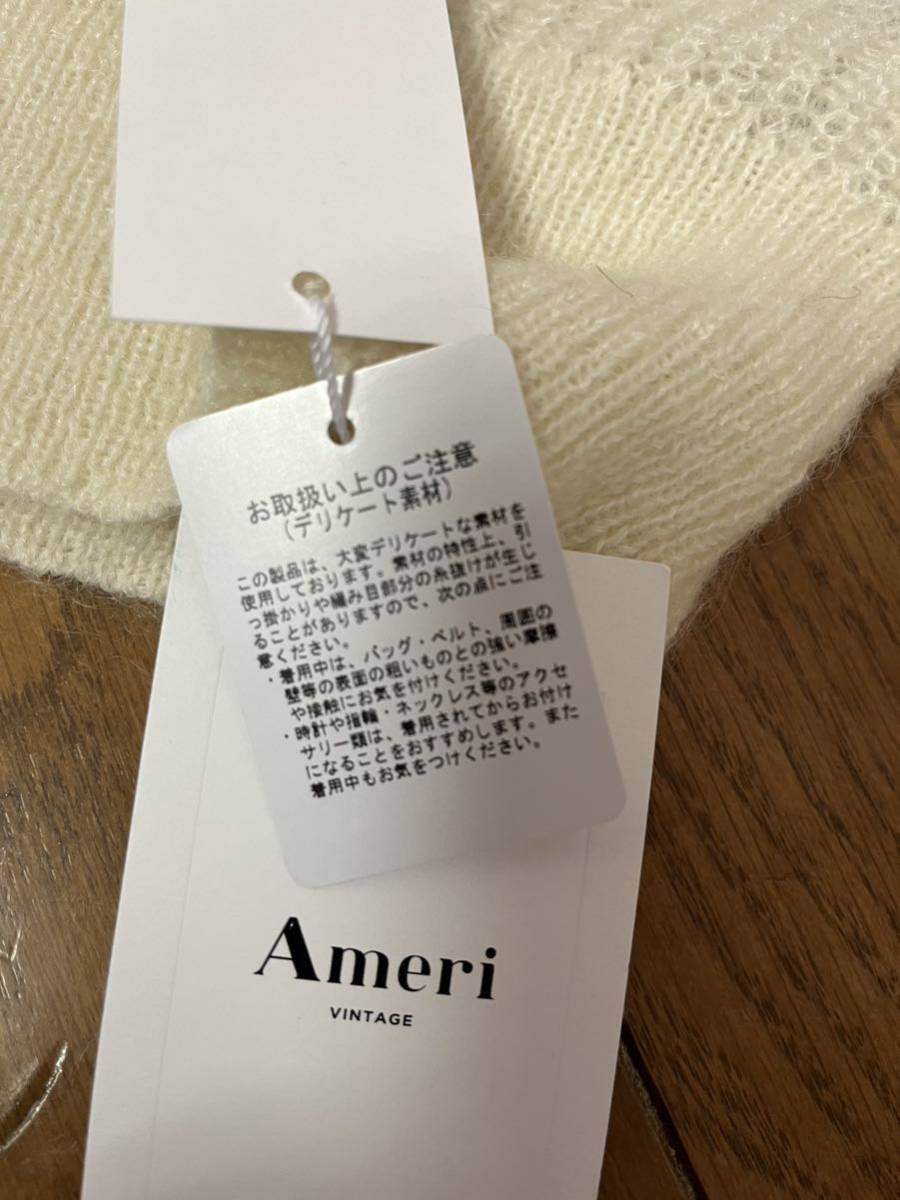 お取扱い上のご注意
(デリケート素材)
この製品は、大変デリケートな素材を
使用しております。素材の特性上、引
っ掛かりや編み目部分の糸抜けが生じ
ることがありますので、次の点にご注
意ください。
・着用中は、バッグ・ベルト、周囲の
壁等の表面の粗いものとの強い摩擦
や接触にお気を付けください。
・時計や指輪・ネックレス等のアクセ
サリー類は、着用されてからお付け
になることをおすすめします。また
着用中もお気をつけください。
Ameri
VINTAGE